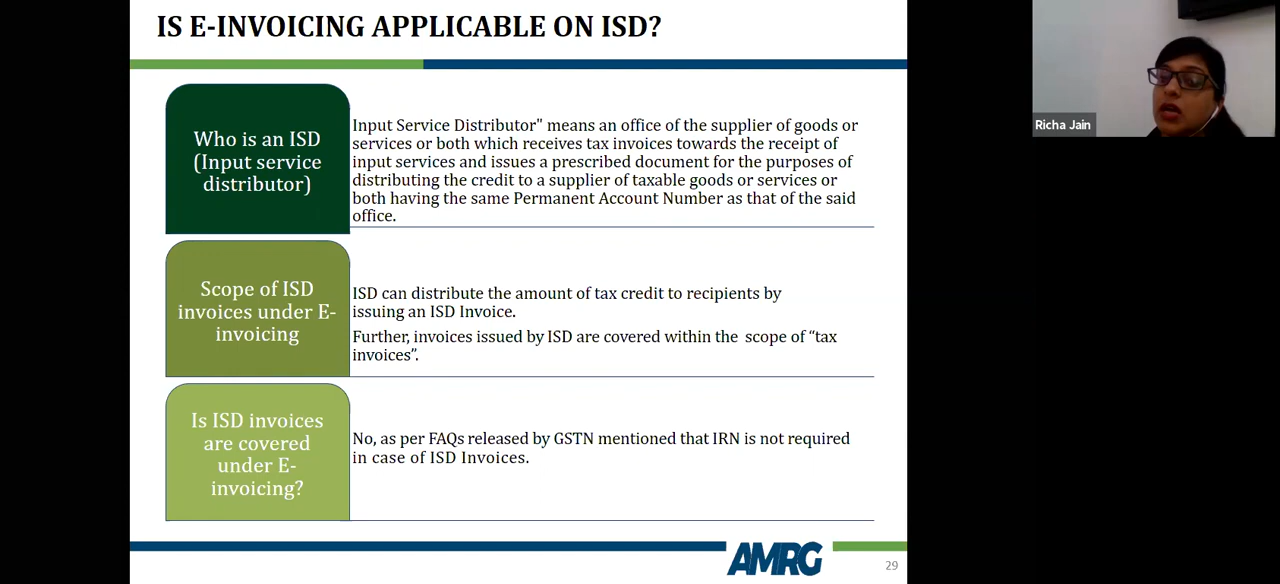 IS E-INVOICING APPLICABLE ON ISD?
Who is an ISD
(Input service
distributor)
Input Service Distributor" means an office of the supplier of goods or
services or both which receives tax invoices towards the receipt of
input services and issues a prescribed document for the purposes of
distributing the credit to a supplier of taxable goods or services or
both having the same Permanent Account Number as that of the said
office.
Scope of ISD
invoices under E-
invoicing
ISD can distribute the amount of tax credit to recipients by
issuing an ISD Invoice.
Further, invoices issued by ISD are covered within the scope of “tax
invoices”.
Is ISD invoices
are covered
under E-
invoicing?
No, as per FAQs released by GSTN mentioned that IRN is not required
in case of ISD Invoices.
AMRG
29
Richa Jain